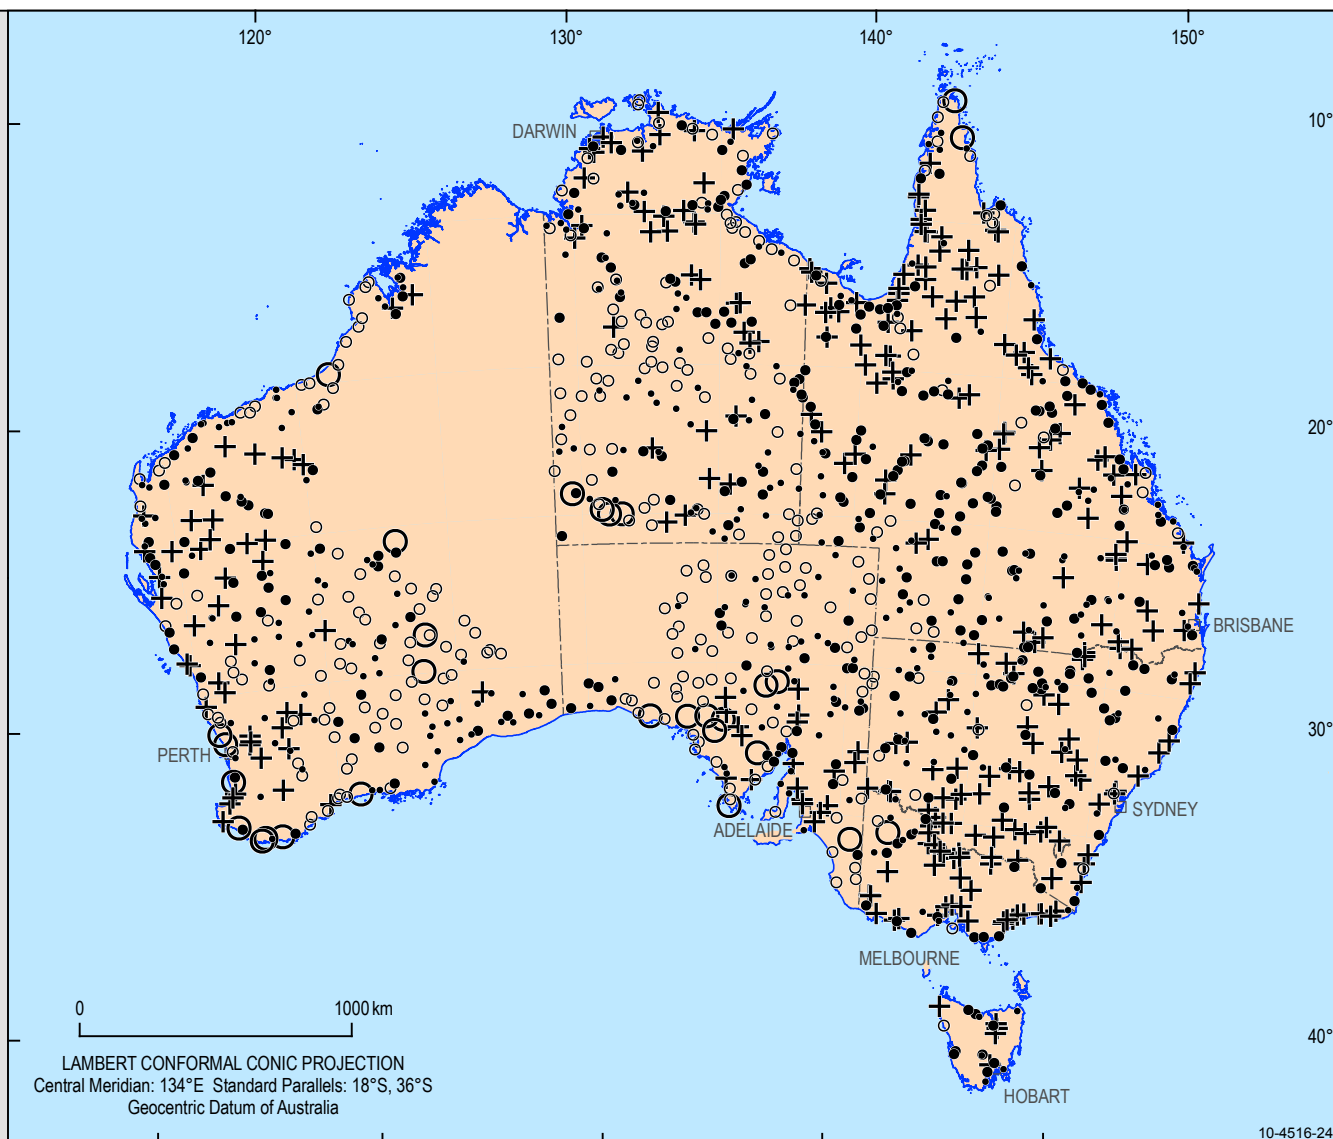 120° 130° 140° 150°
10°
DARWIN
20°
BRISBANE
30°
PERTH
SYDNEY
ADELAIDE
MELBOURNE
0 1000 km
40°
LAMBERT CONFORMAL CONIC PROJECTION
Central Meridian: 134°E Standard Parallels: 18°S, 36°S
Geocentric Datum of Australia
HOBART
10-4516-24